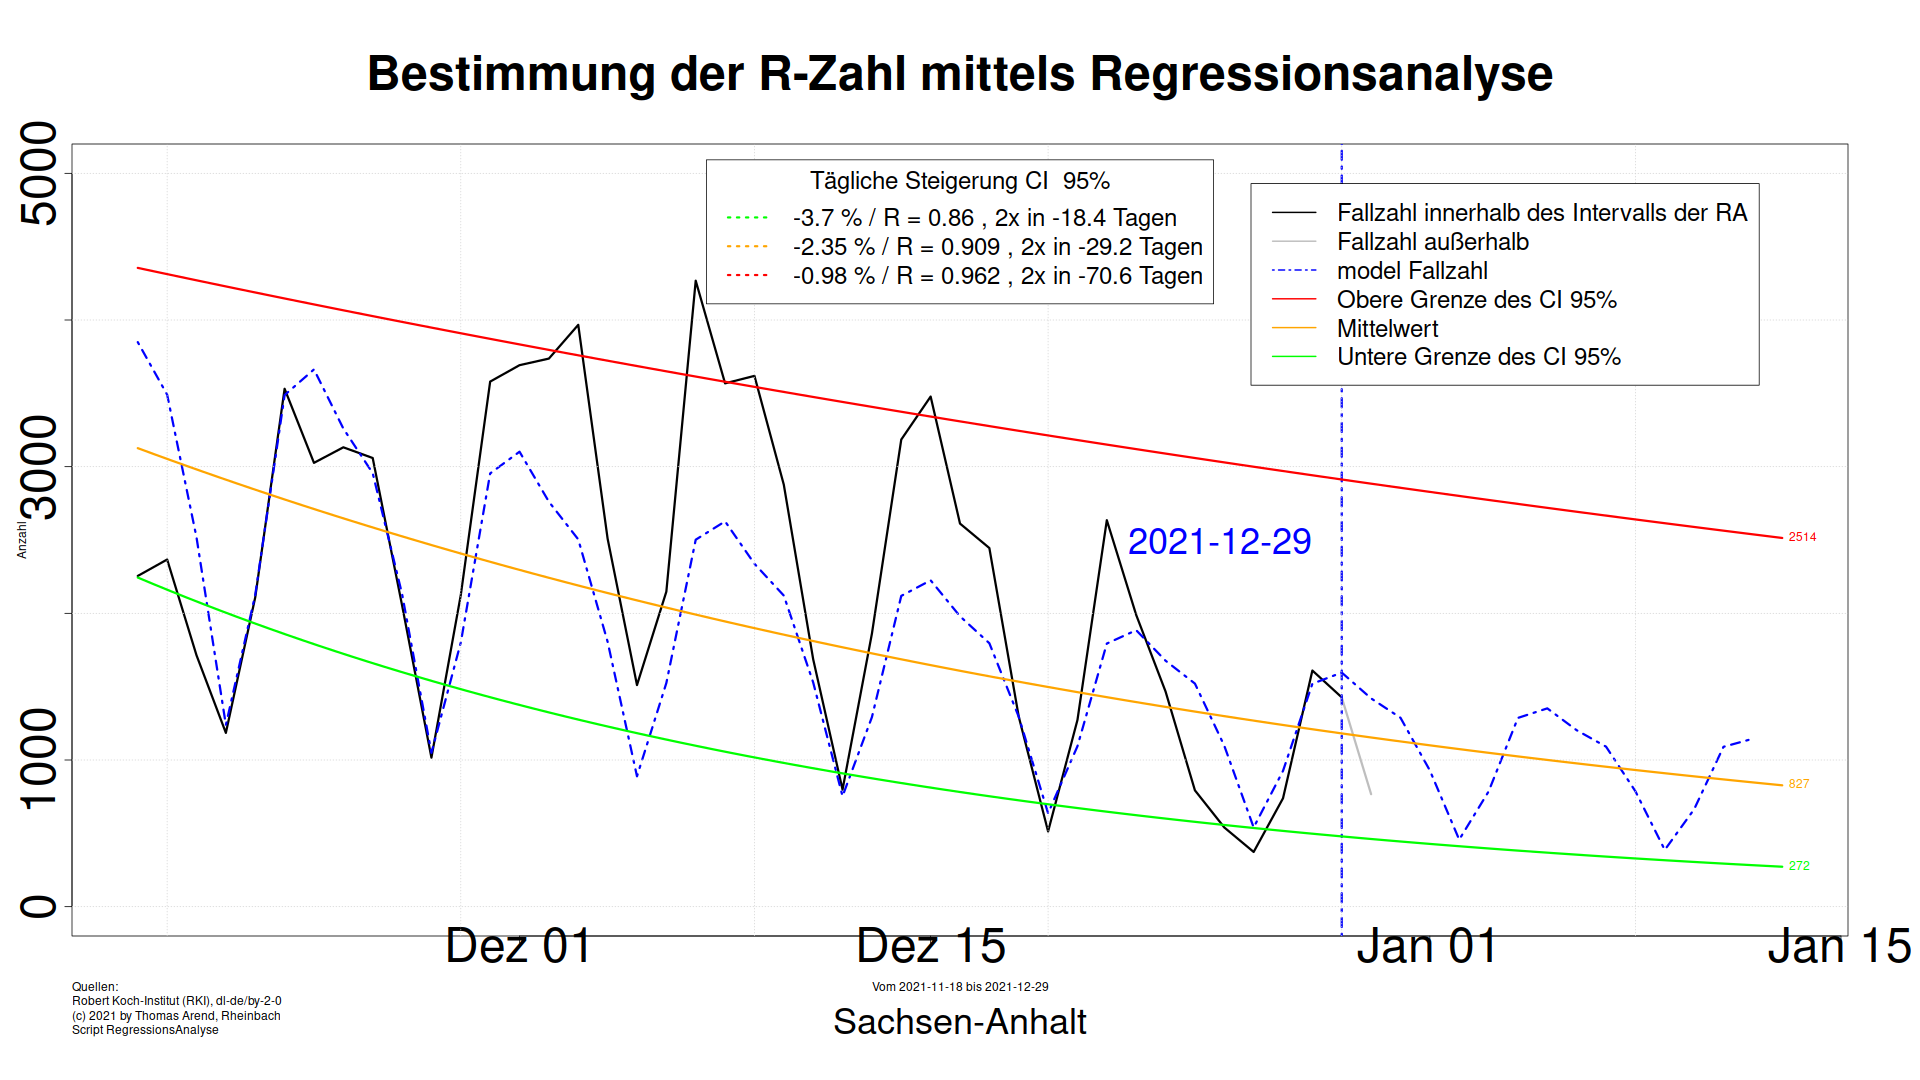 Bestimmung der R-Zahl mittels Regressionsanalyse
Tägliche Steigerung CI  95%
-3.7 % / R = 0.86 , 2x in -18.4 Tagen
-2.35 % / R = 0.909 , 2x in -29.2 Tagen
-0.98 % / R = 0.962 , 2x in -70.6 Tagen
Fallzahl innerhalb des Intervalls der RA
Fallzahl außerhalb
model Fallzahl
Obere Grenze des CI 95%
Mittelwert
Untere Grenze des CI 95%
5000
3000
1000
0
Anzahl
2021-12-29
2514
827
272
Dez 01
Dez 15
Jan 01
Jan 15
Quellen:
Robert Koch-Institut (RKI), dl-de/by-2-0
(c) 2021 by Thomas Arend, Rheinbach
Script RegressionsAnalyse
Vom 2021-11-18 bis 2021-12-29
Sachsen-Anhalt